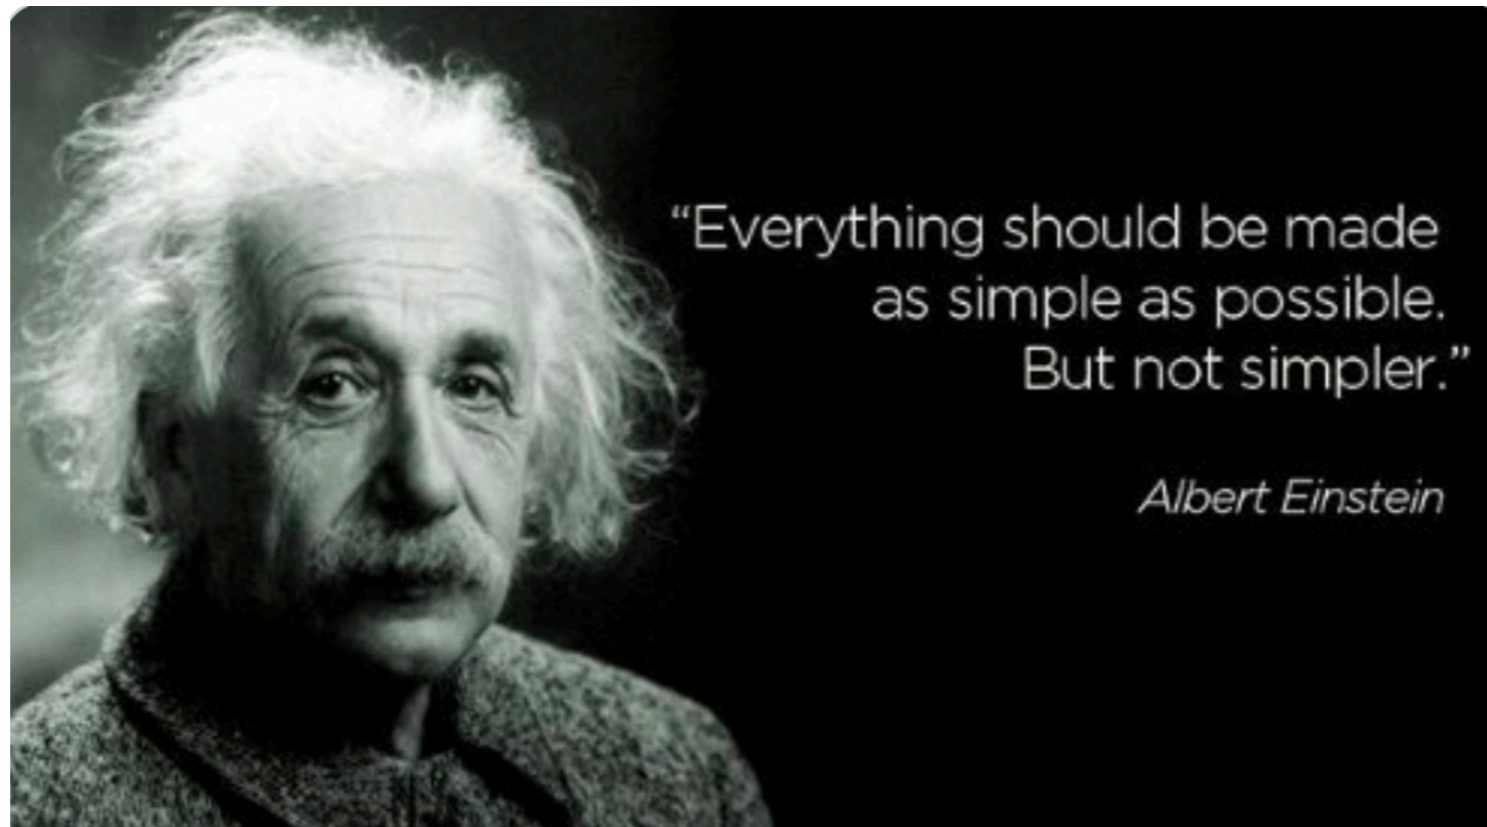 “Everything should be made
as simple as possible.
But not simpler.”
Albert Einstein